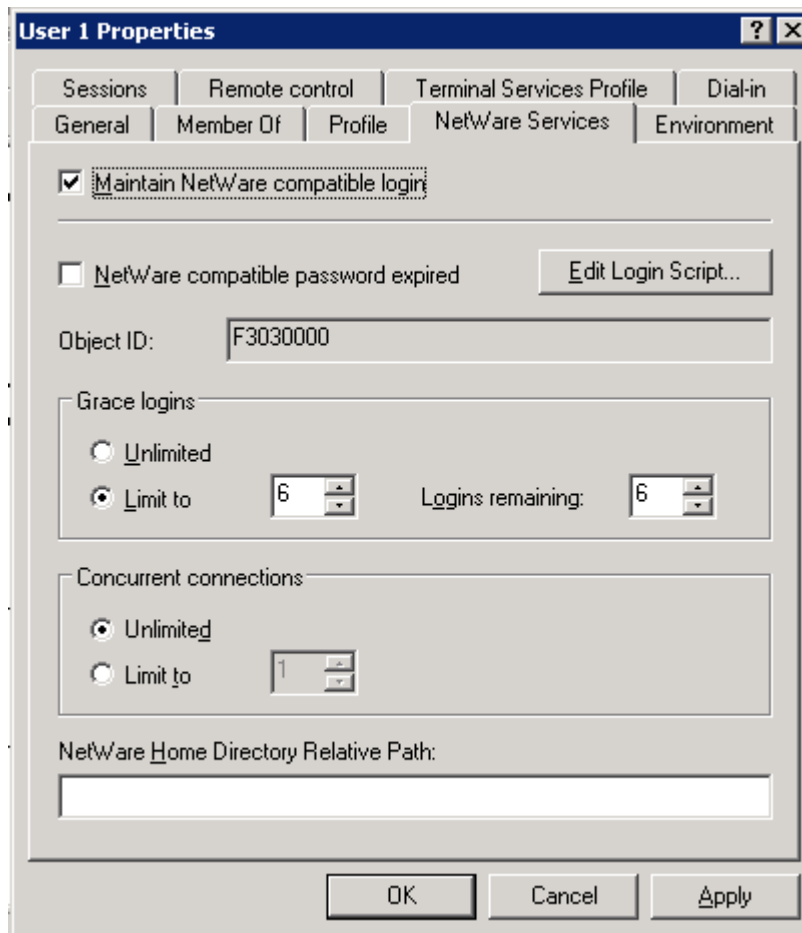 User 1 Properties
Sessions Remote control Terminal Services Profile Dial-in
General Member Of Profile NetWare Services Environment
Maintain NetWare compatible login
NetWare compatible password expired Edit Login Script...
Object ID: F3030000
Grace logins
Unlimited
Limit to 6 Logins remaining: 6
Concurrent connections
Unlimited
Limit to 1
NetWare Home Directory Relative Path:
OK Cancel Apply